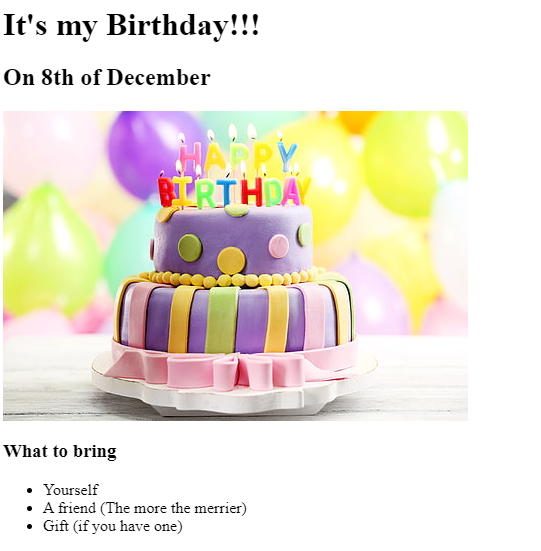 It's my Birthday!!!
On 8th of December
HAPPY
BIRTHDAY
What to bring
Yourself
A friend (The more the merrier)
Gift (if you have one)